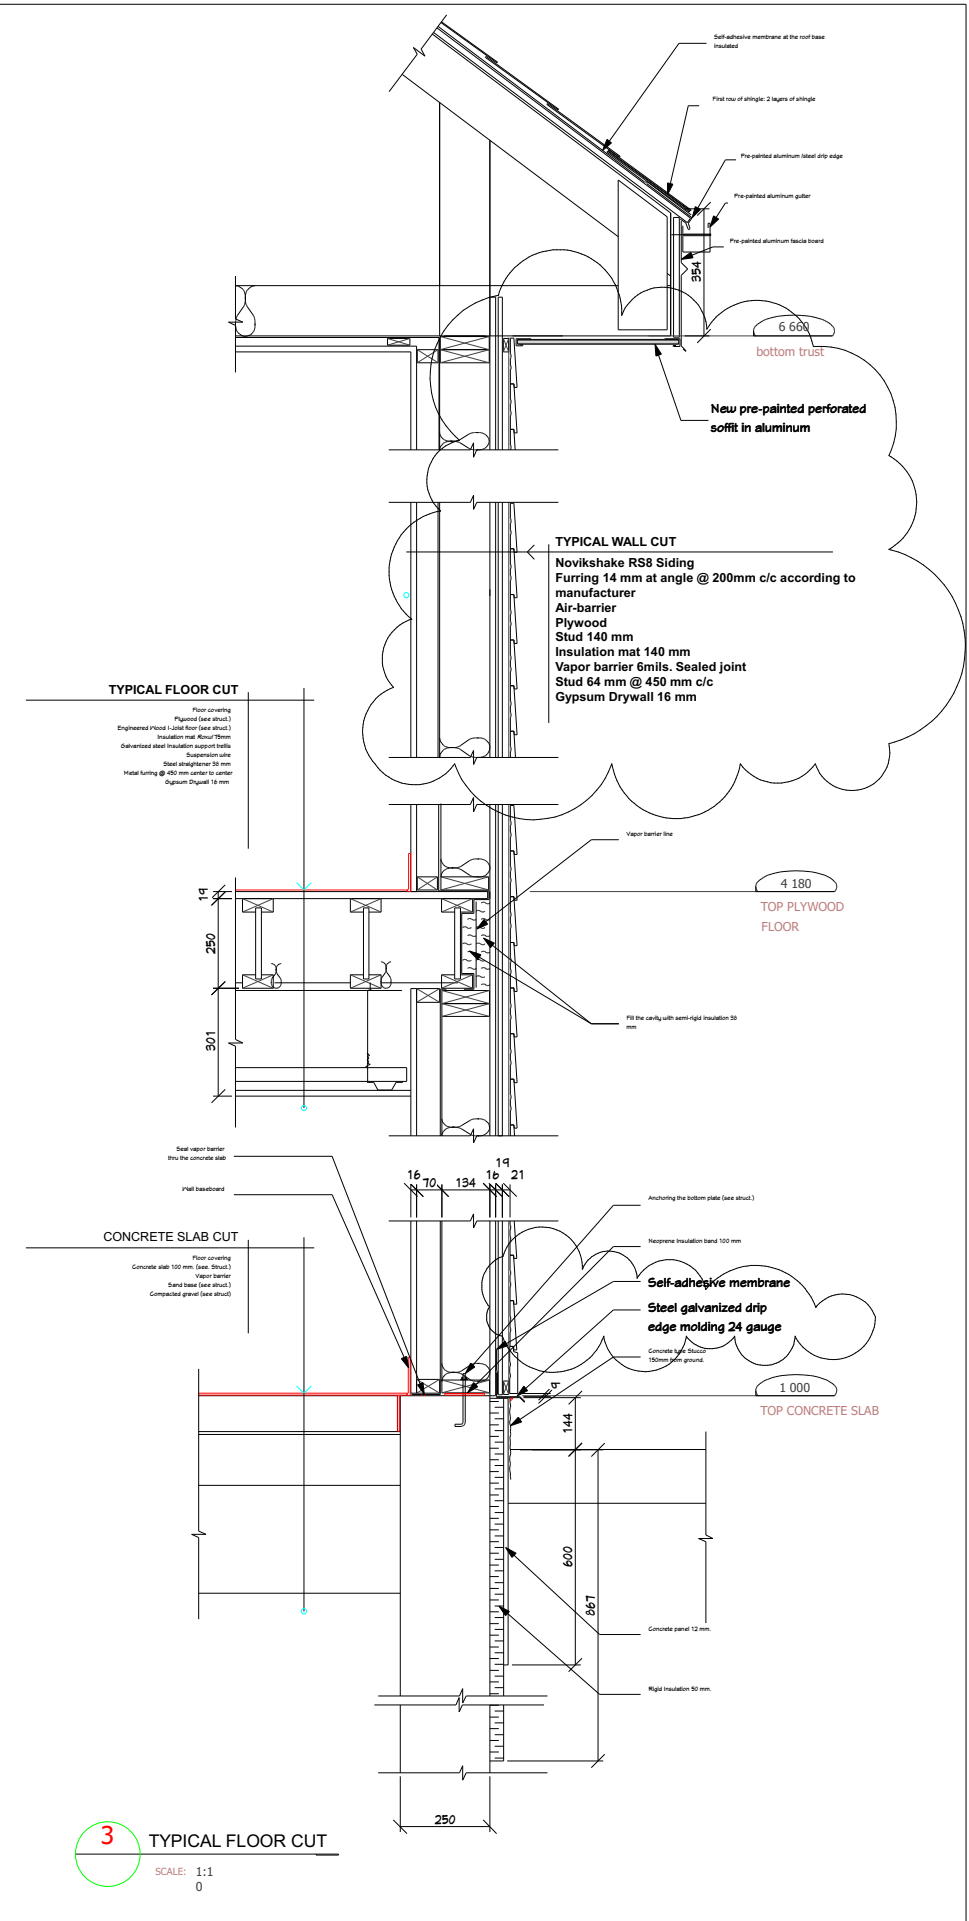 Self-adhesive membrane at the roof base
insulated
First row of shingle: 2 layers of shingle
Pre-painted aluminum /steel drip edge
Pre-painted aluminum gutter
Pre-painted aluminum fascia board
354
6 660
bottom trust
New pre-painted perforated
soffit in aluminum
TYPICAL WALL CUT
Novikshake RS8 Siding
Furring 14 mm at angle @ 200mm c/c according to
manufacturer
Air-barrier
Plywood
Stud 140 mm
Insulation mat 140 mm
Vapor barrier 6mils. Sealed joint
Stud 64 mm @ 450 mm c/c
Gypsum Drywall 16 mm
TYPICAL FLOOR CUT
Floor covering
Plywood (see struct.)
Engineered Wood I-Joist floor (see struct.)
Insulation mat Roxul 75mm
Galvanized steel insulation support trellis
Suspension wire
Steel straightener 38 mm
Metal furring @ 450 mm center to center
Gypsum Drywall 16 mm
Vapor barrier line
19
250
301
4 180
TOP PLYWOOD
FLOOR
Fill the cavity with semi-rigid insulation 38
mm
Seal vapor barrier
thru the concrete slab
Wall baseboard
16
70
134
16
19
21
Anchoring the bottom plate (see struct.)
Neoprene insulation band 100 mm
CONCRETE SLAB CUT
Floor covering
Concrete slab 100 mm. (see. Struct.)
Vapor barrier
Sand base (see struct.)
Compacted gravel (see struct)
Self-adhesive membrane
Steel galvanized drip
edge molding 24 gauge
Concrete type Stucco
150mm from ground.
9
1 000
TOP CONCRETE SLAB
144
600
867
Concrete panel 12 mm.
Rigid insulation 50 mm.
250
3
TYPICAL FLOOR CUT
SCALE: 1:1
0